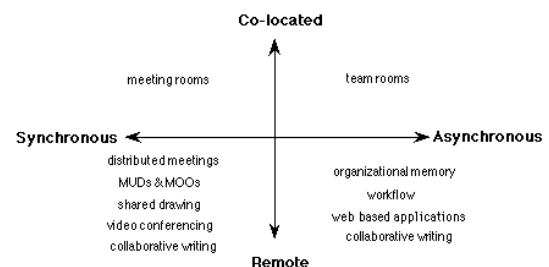 Co-located
meeting rooms
team rooms
Synchronous
Asynchronous
distributed meetings
MUDs & MOOs
shared drawing
video conferencing
collaborative writing
organizational memory
workflow
web based applications
collaborative writing
Remote